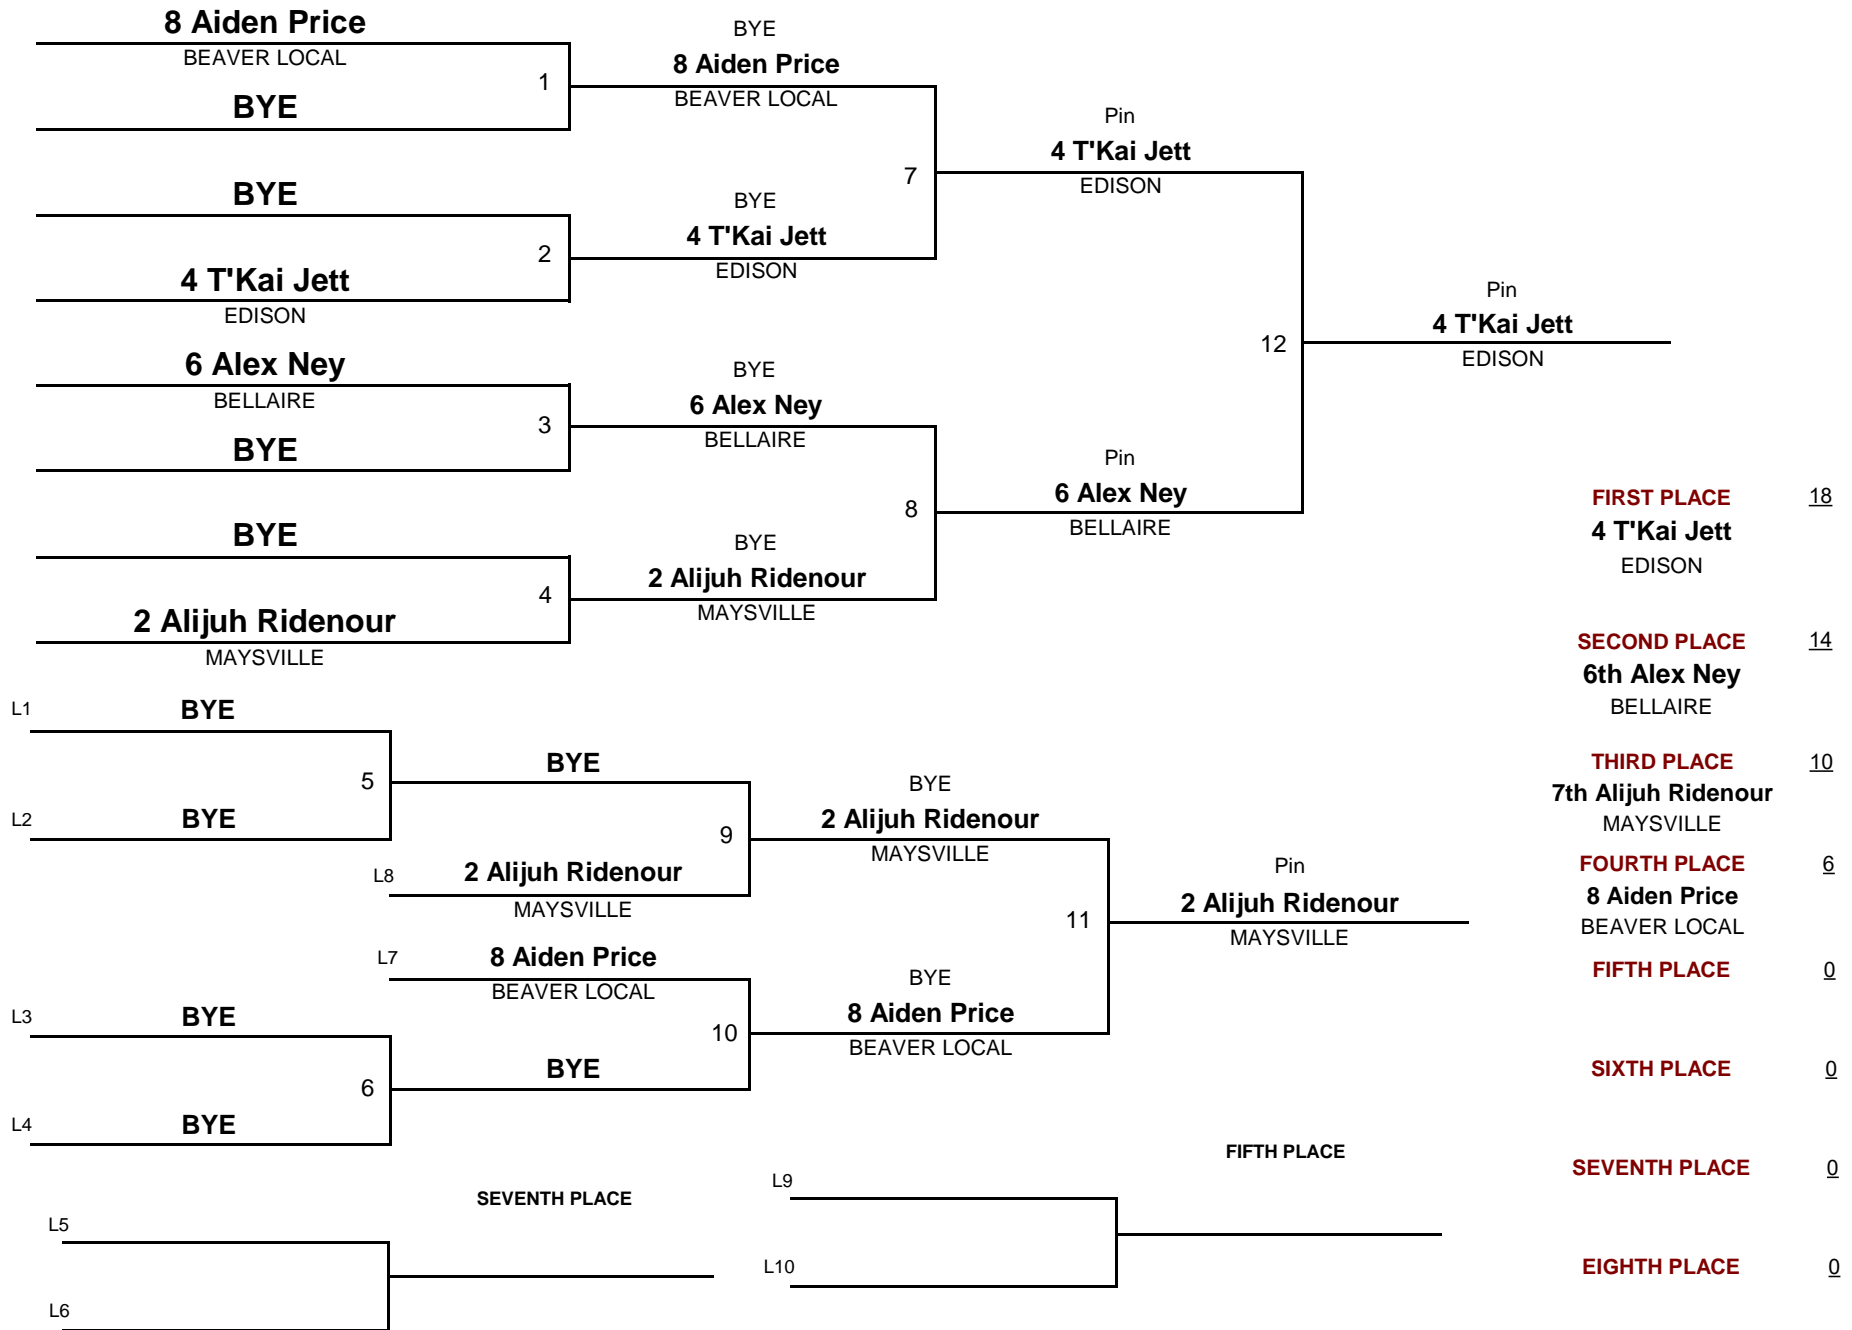 8 Aiden Price
BEAVER LOCAL
1
BYE
BYE
2
4 T'Kai Jett
EDISON
6 Alex Ney
BELLAIRE
3
BYE
BYE
4
2 Alijuh Ridenour
MAYSVILLE
BYE
8 Aiden Price
BEAVER LOCAL
7
BYE
4 T'Kai Jett
EDISON
BYE
6 Alex Ney
BELLAIRE
8
BYE
2 Alijuh Ridenour
MAYSVILLE
Pin
4 T'Kai Jett
EDISON
12
Pin
6 Alex Ney
BELLAIRE
Pin
4 T'Kai Jett
EDISON
L1 BYE
5
L2 BYE
BYE
9
L8 2 Alijuh Ridenour
MAYSVILLE
L7 8 Aiden Price
BEAVER LOCAL
10
L3 BYE
6
L4 BYE
BYE
BYE
2 Alijuh Ridenour
MAYSVILLE
11
BYE
8 Aiden Price
BEAVER LOCAL
Pin
2 Alijuh Ridenour
MAYSVILLE
SEVENTH PLACE
L5
L6
FIFTH PLACE
L9
L10
FIRST PLACE 18
4 T'Kai Jett
EDISON
SECOND PLACE 14
6th Alex Ney
BELLAIRE
THIRD PLACE 10
7th Alijuh Ridenour
MAYSVILLE
FOURTH PLACE 6
8 Aiden Price
BEAVER LOCAL
FIFTH PLACE 0
SIXTH PLACE 0
SEVENTH PLACE 0
EIGHTH PLACE 0